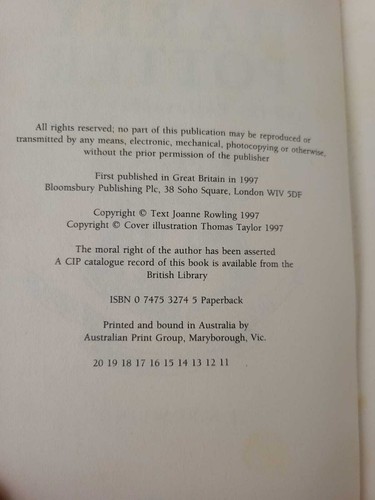 All rights reserved; no part of this publication may be reproduced or
transmitted by any means, electronic, mechanical, photocopying or otherwise,
without the prior permission of the publisher
First published in Great Britain in 1997
Bloomsbury Publishing Plc, 38 Soho Square, London WIV 5DF
Copyright © Text Joanne Rowling 1997
Copyright © Cover illustration Thomas Taylor 1997
The moral right of the author has been asserted
A CIP catalogue record of this book is available from the
British Library
ISBN 0 7475 3274 5 Paperback
Printed and bound in Australia by
Australian Print Group, Maryborough, Vic.
20 19 18 17 16 15 14 13 12 11